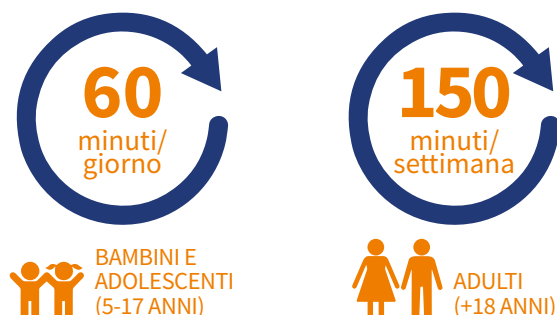 60
minuti/
giorno
BAMBINI E
ADOLESCENTI
(5-17 ANNI)
150
minuti/
settimana
ADULTI
(+18 ANNI)